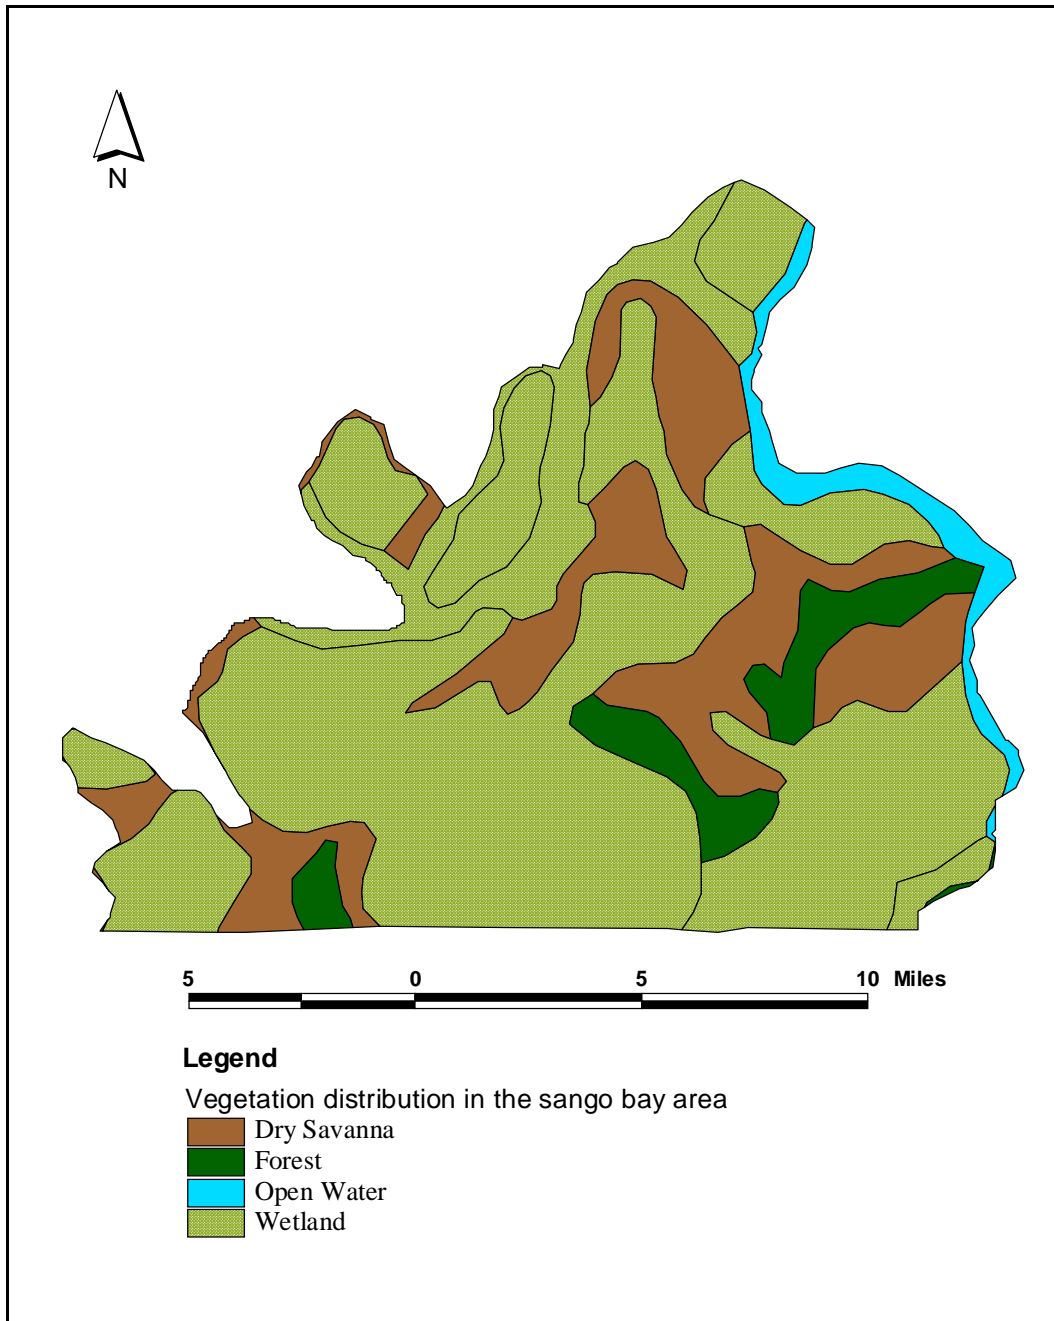 N
5 0 5 10 Miles
Legend
Vegetation distribution in the sango bay area
Dry Savanna
Forest
Open Water
Wetland